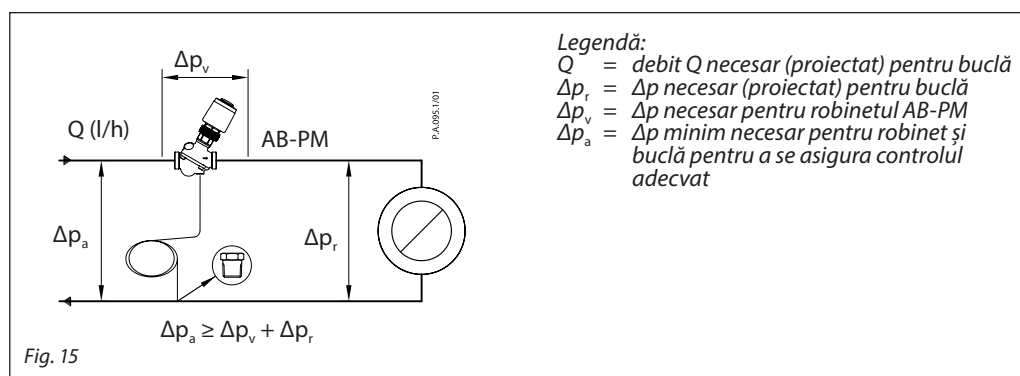 Δpᵥ
Q (l/h)
AB-PM
P.A.095.1/01
Δpₐ
Δpᵣ
Δpₐ ≥ Δpᵥ + Δpᵣ
Fig. 15
Legendă:
Q = debit Q necesar (proiectat) pentru buclă
Δpᵣ = Δp necesar (proiectat) pentru buclă
Δpᵥ = Δp necesar pentru robinetul AB-PM
Δpₐ = Δp minim necesar pentru robinet și
buclă pentru a se asigura controlul
adecvat